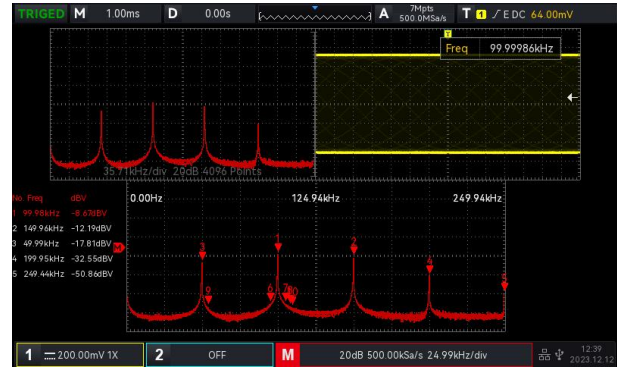 TRIGED M 1.00ms D 0.00s A 7Mpts 500.0MSa/s T 1 E DC 64.00mV
T
Freq 99.99986kHz
35.71kHz/div 20dB 4096 Points
No. Freq dBV
1 99.98kHz -8.67dBV
2 149.96kHz -12.19dBV
3 49.99kHz -17.81dBV
4 199.95kHz -32.55dBV
5 249.44kHz -50.86dBV
0.00Hz 124.94kHz 249.94kHz
M
3 1 2 4 5
9 6 7 10
1 200.00mV 1X 2 OFF M 20dB 500.00kSa/s 24.99kHz/div 12:39
2023.12.12